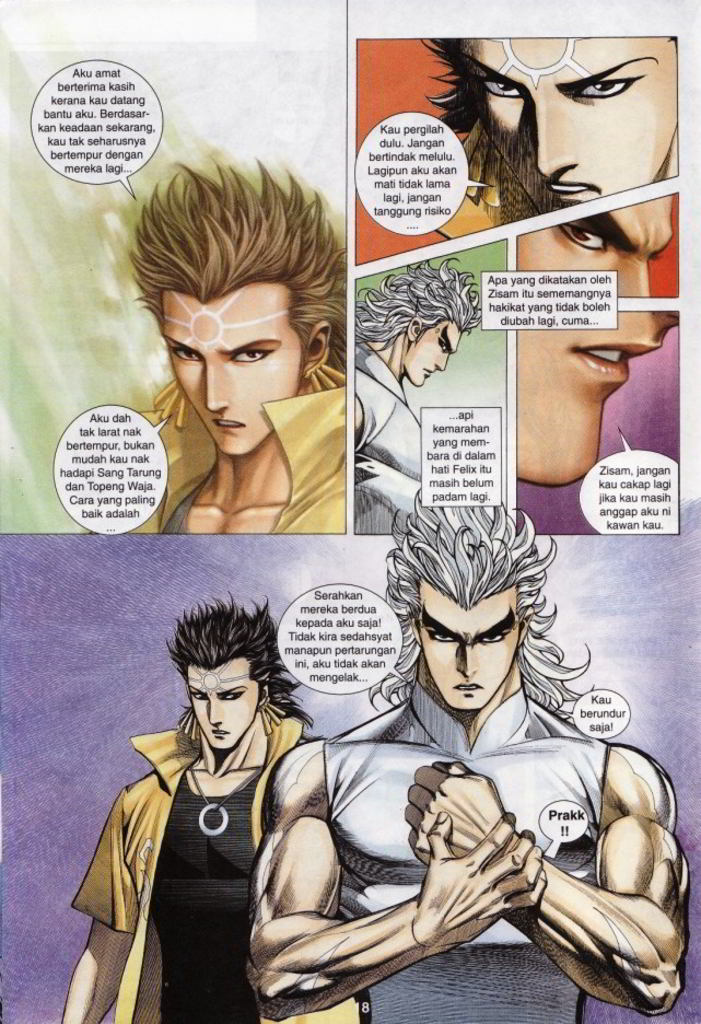 Aku amat
berterima kasih
kerana kau datang
bantu aku. Berdasar-
kan keadaan sekarang,
kau tak seharusnya
bertempur dengan
mereka lagi...
Aku dah
tak larat nak
bertempur, bukan
mudah kau nak
hadapi Sang Tarung
dan Topeng Waja.
Cara yang paling
baik adalah
...
Kau pergilah
dulu. Jangan
bertindak melulu.
Lagipun aku akan
mati tidak lama
lagi, jangan
tanggung risiko
....
Apa yang dikatakan oleh
Zisam itu sememangnya
hakikat yang tidak boleh
diubah lagi, cuma...
...api
kemarahan
yang mem-
bara di dalam
hati Felix itu
masih belum
padam lagi.
Zisam, jangan
kau cakap lagi
jika kau masih
anggap aku ni
kawan kau.
Serahkan
mereka berdua
kepada aku saja!
Tidak kira sedahsyat
manapun pertarungan
ini, aku tidak akan
mengelak...
Kau
berundur
saja!
Prakk
!!
18